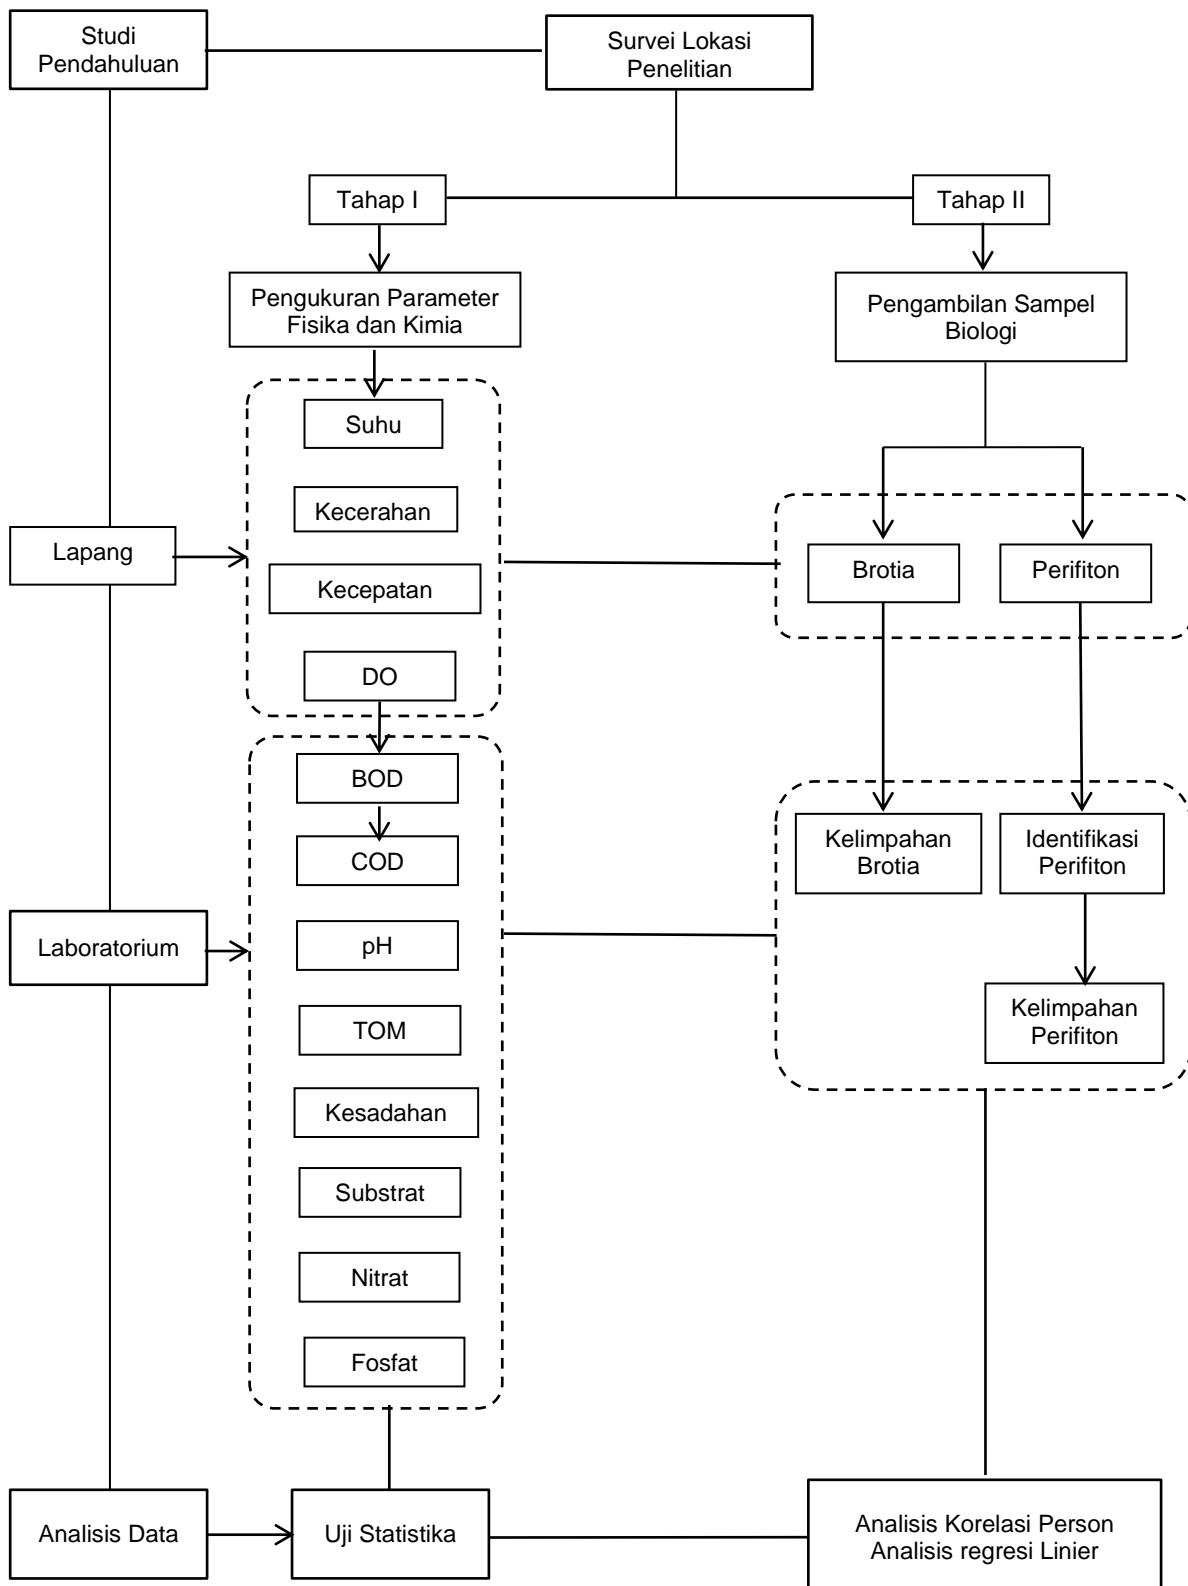 Studi
Pendahuluan
Survei Lokasi
Penelitian
Tahap I
Tahap II
Pengukuran Parameter
Fisika dan Kimia
Pengambilan Sampel
Biologi
Suhu
Kecerahan
Lapang
Kecepatan
Brotia
Perifiton
DO
BOD
COD
Kelimpahan
Brotia
Identifikasi
Perifiton
Laboratorium
pH
TOM
Kelimpahan
Perifiton
Kesadahan
Substrat
Nitrat
Fosfat
Analisis Data
Uji Statistika
Analisis Korelasi Person
Analisis regresi Linier